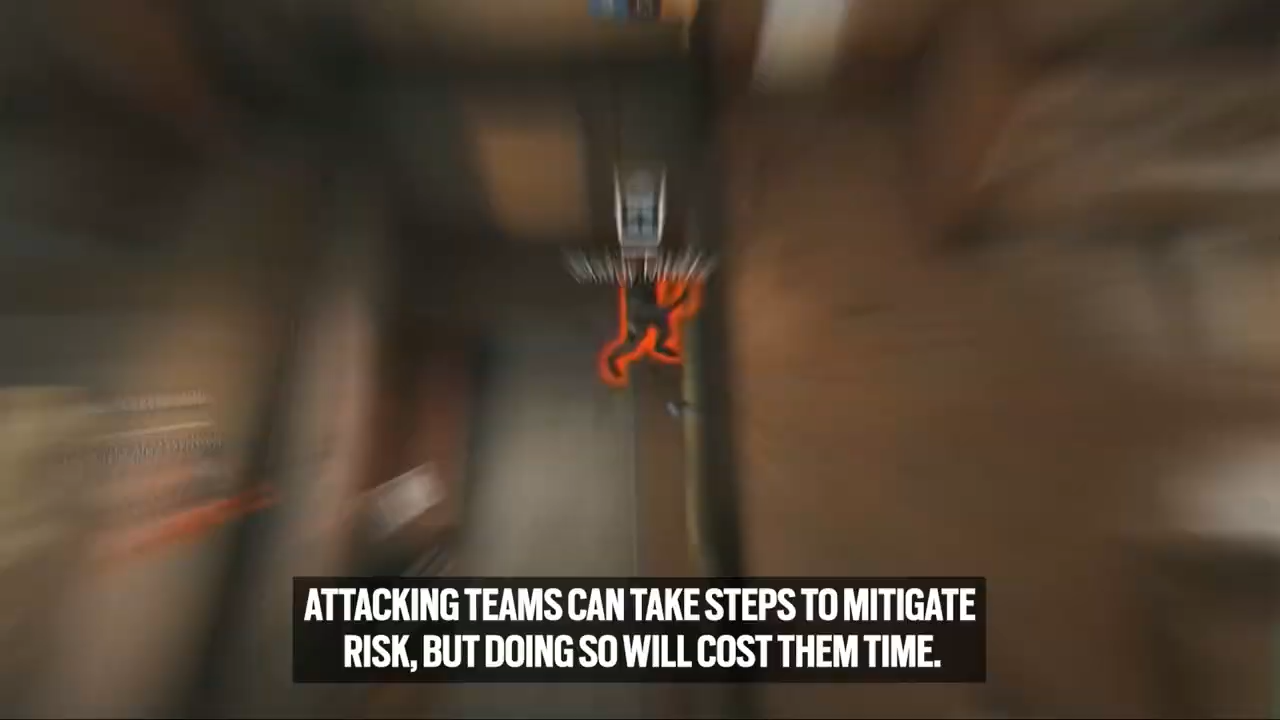 ATTACKING TEAMS CAN TAKE STEPS TO MITIGATE
RISK, BUT DOING SO WILL COST THEM TIME.